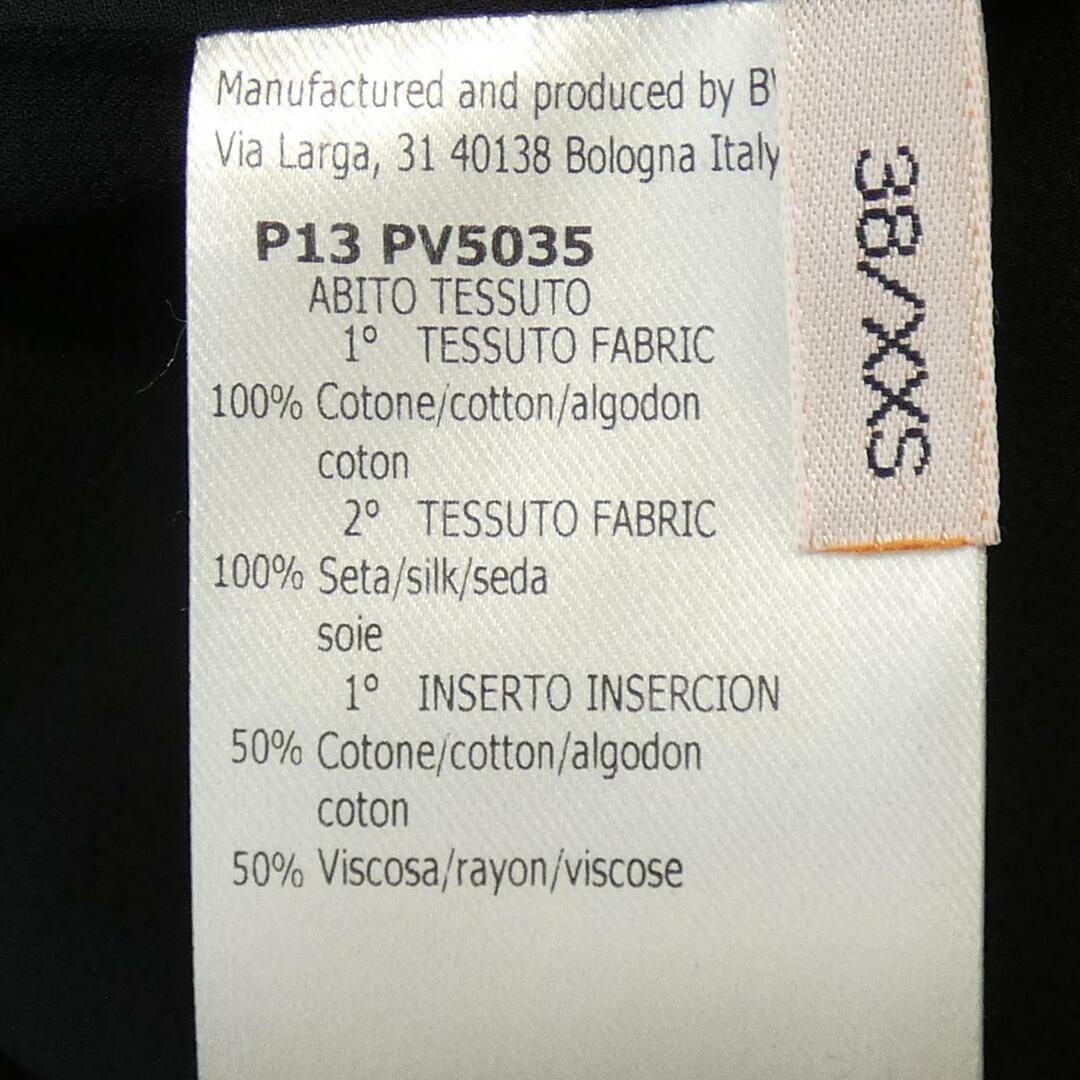 Manufactured and produced by
Via Larga, 31 40138 Bologna Italy
P13 PV5035
ABITO TESSUTO
1° TESSUTO FABRIC
100% Cotone/cotton/algodon
coton
2° TESSUTO FABRIC
100% Seta/silk/seda
soie
1° INSERTO INSERCION
50% Cotone/cotton/algodon
coton
50% Viscosa/rayon/viscose
38/XXS